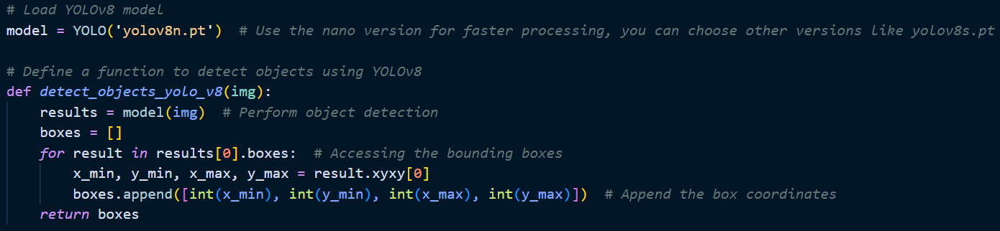 # Load YOLOv8 model
model = YOLO('yolov8n.pt')  # Use the nano version for faster processing, you can choose other versions like yolov8s.pt

# Define a function to detect objects using YOLOv8
def detect_objects_yolo_v8(img):
    results = model(img)  # Perform object detection
    boxes = []
    for result in results[0].boxes:  # Accessing the bounding boxes
        x_min, y_min, x_max, y_max = result.xyxy[0]
        boxes.append([int(x_min), int(y_min), int(x_max), int(y_max)])  # Append the box coordinates
    return boxes